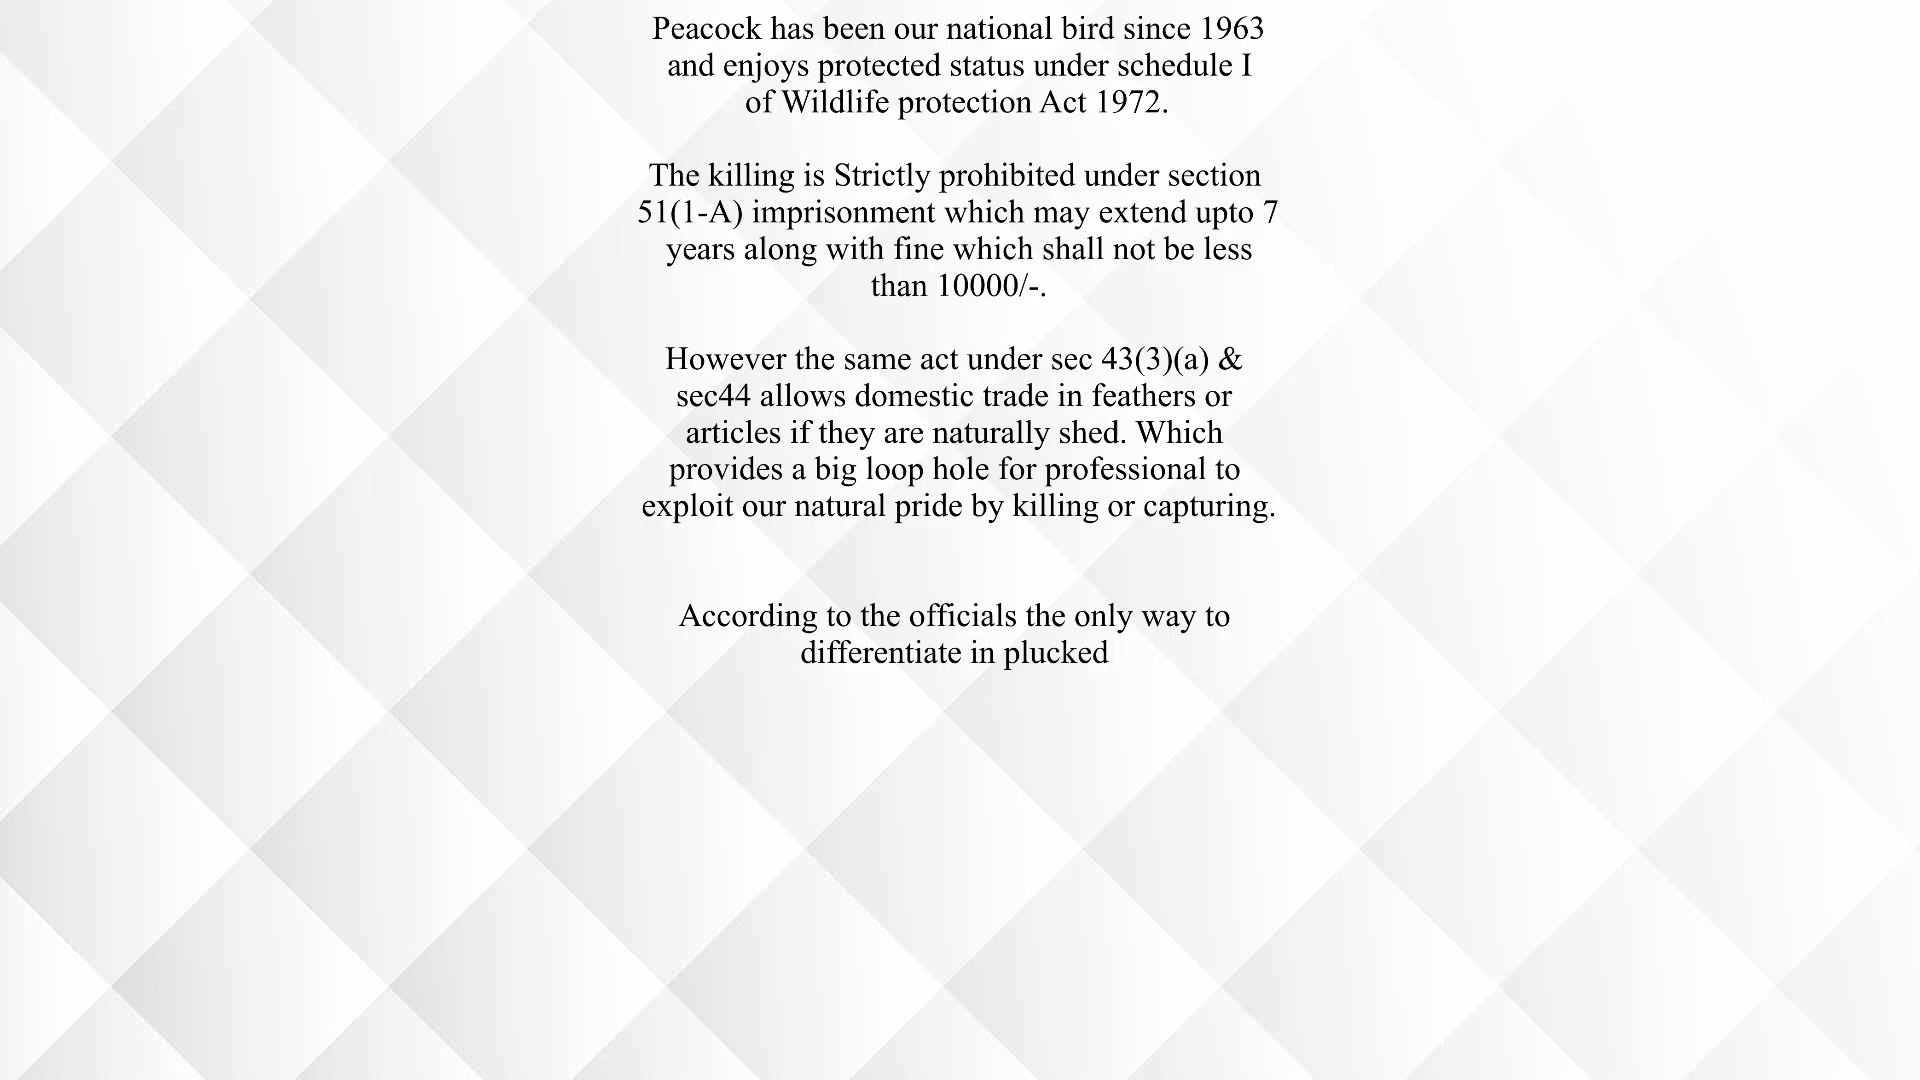 Peacock has been our national bird since 1963
and enjoys protected status under schedule I
of Wildlife protection Act 1972.
The killing is Strictly prohibited under section
51(1-A) imprisonment which may extend upto 7
years along with fine which shall not be less
than 10000/-.
However the same act under sec 43(3)(a) &
sec44 allows domestic trade in feathers or
articles if they are naturally shed. Which
provides a big loop hole for professional to
exploit our natural pride by killing or capturing.
According to the officials the only way to
differentiate in plucked